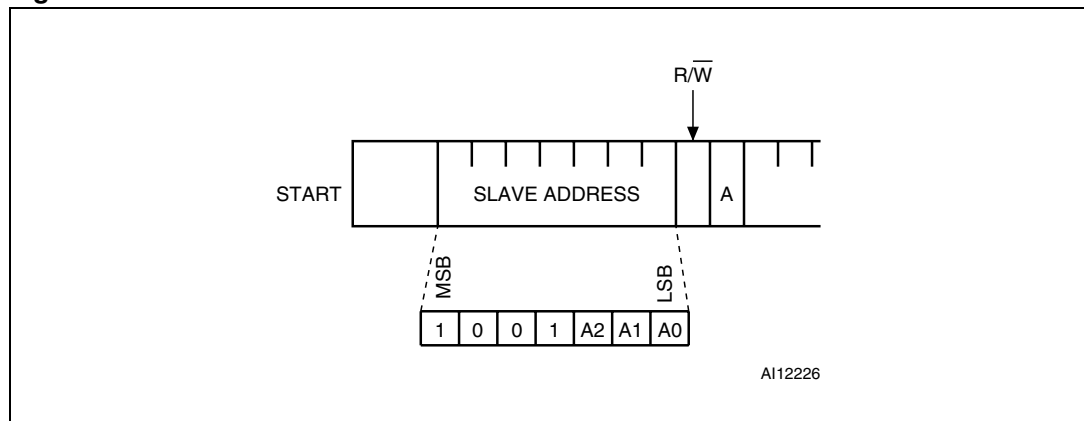 R/W̅
START
SLAVE ADDRESS
A
MSB
LSB
1 0 0 1 A2 A1 A0
AI12226